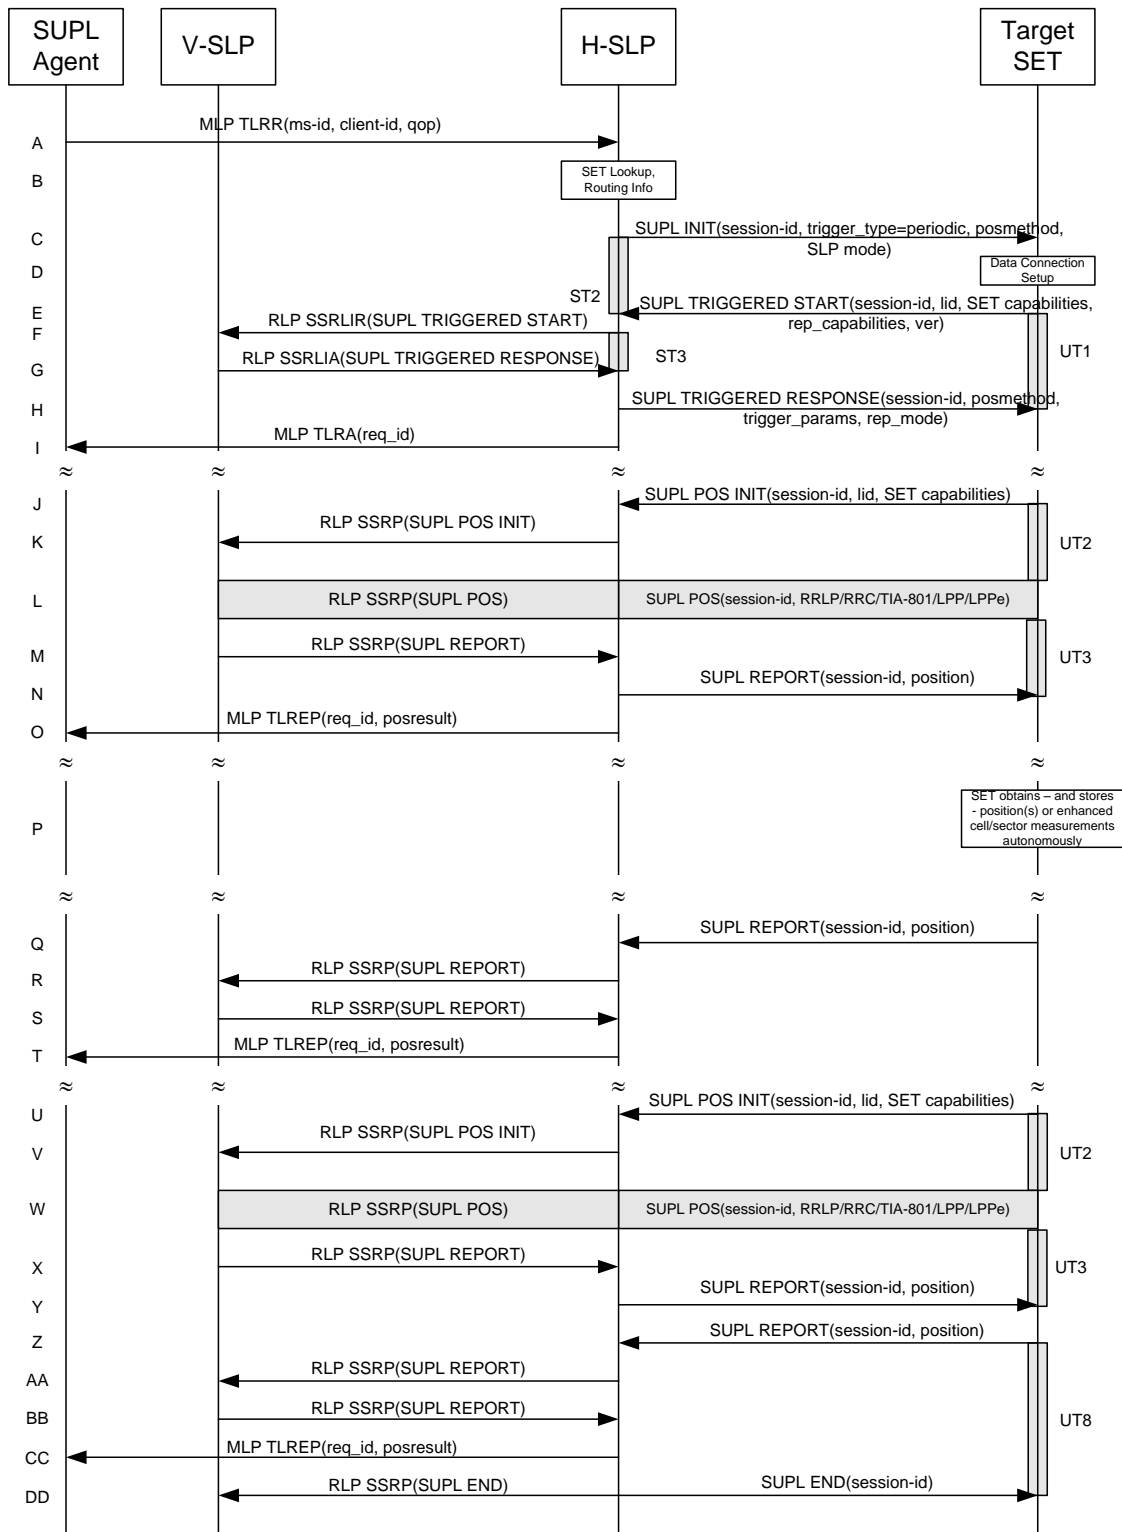 SUPL
Agent
V-SLP
H-SLP
Target
SET
A
MLP TLRR(ms-id, client-id, qop)
B
SET Lookup,
Routing Info
C
SUPL INIT(session-id, trigger_type=periodic, posmethod,
SLP mode)
D
Data Connection
Setup
ST2
E
SUPL TRIGGERED START(session-id, lid, SET capabilities,
rep_capabilities, ver)
F
RLP SSRLIR(SUPL TRIGGERED START)
UT1
ST3
G
RLP SSRLIA(SUPL TRIGGERED RESPONSE)
H
SUPL TRIGGERED RESPONSE(session-id, posmethod,
trigger_params, rep_mode)
I
MLP TLRA(req_id)
≈ ≈ ≈ ≈
J
SUPL POS INIT(session-id, lid, SET capabilities)
K
RLP SSRP(SUPL POS INIT)
UT2
L
RLP SSRP(SUPL POS)
SUPL POS(session-id, RRLP/RRC/TIA-801/LPP/LPPe)
M
RLP SSRP(SUPL REPORT)
UT3
N
SUPL REPORT(session-id, position)
O
MLP TLREP(req_id, posresult)
≈ ≈ ≈ ≈
P
SET obtains – and stores
- position(s) or enhanced
cell/sector measurements
autonomously
≈ ≈ ≈ ≈
Q
SUPL REPORT(session-id, position)
R
RLP SSRP(SUPL REPORT)
S
RLP SSRP(SUPL REPORT)
T
MLP TLREP(req_id, posresult)
≈ ≈ ≈ ≈
U
SUPL POS INIT(session-id, lid, SET capabilities)
V
RLP SSRP(SUPL POS INIT)
UT2
W
RLP SSRP(SUPL POS)
SUPL POS(session-id, RRLP/RRC/TIA-801/LPP/LPPe)
X
RLP SSRP(SUPL REPORT)
UT3
Y
SUPL REPORT(session-id, position)
Z
SUPL REPORT(session-id, position)
AA
RLP SSRP(SUPL REPORT)
BB
RLP SSRP(SUPL REPORT)
UT8
CC
MLP TLREP(req_id, posresult)
DD
RLP SSRP(SUPL END)
SUPL END(session-id)